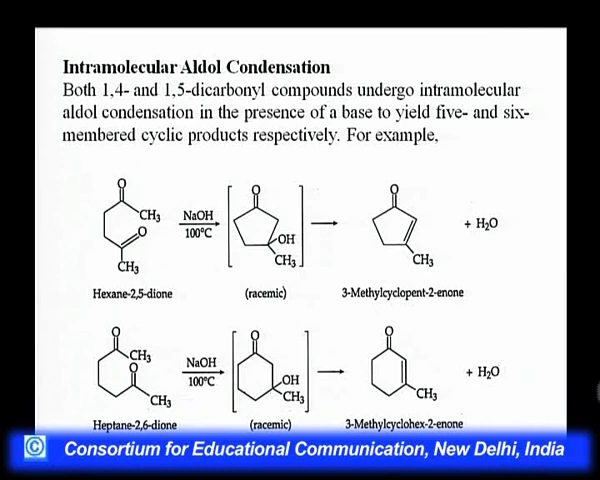 Intramolecular Aldol Condensation
Both 1,4- and 1,5-dicarbonyl compounds undergo intramolecular
aldol condensation in the presence of a base to yield five- and six-
membered cyclic products respectively. For example,
O
CH₃
O
CH₃
NaOH
100°C
O
OH
CH₃
O
CH₃
+ H₂O
Hexane-2,5-dione
(racemic)
3-Methylcyclopent-2-enone
O
CH₃
O
CH₃
NaOH
100°C
O
OH
CH₃
O
CH₃
+ H₂O
Heptane-2,6-dione
(racemic)
3-Methylcyclohex-2-enone
© Consortium for Educational Communication, New Delhi, India